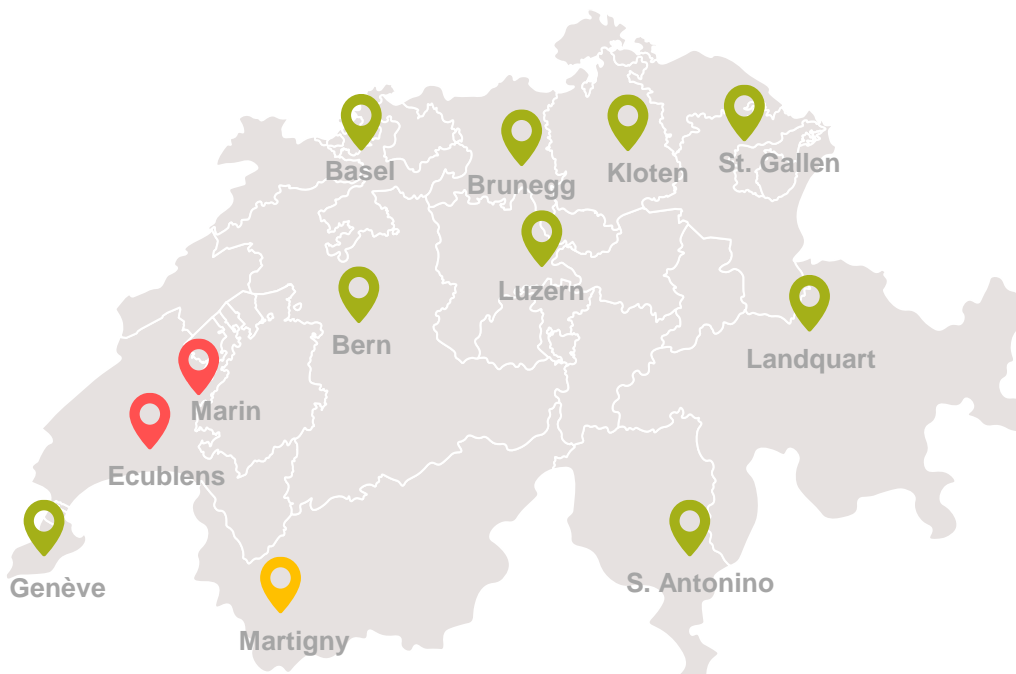 Basel
Brunegg
Kloten
St. Gallen
Luzern
Bern
Landquart
Marin
Ecublens
Genève
S. Antonino
Martigny